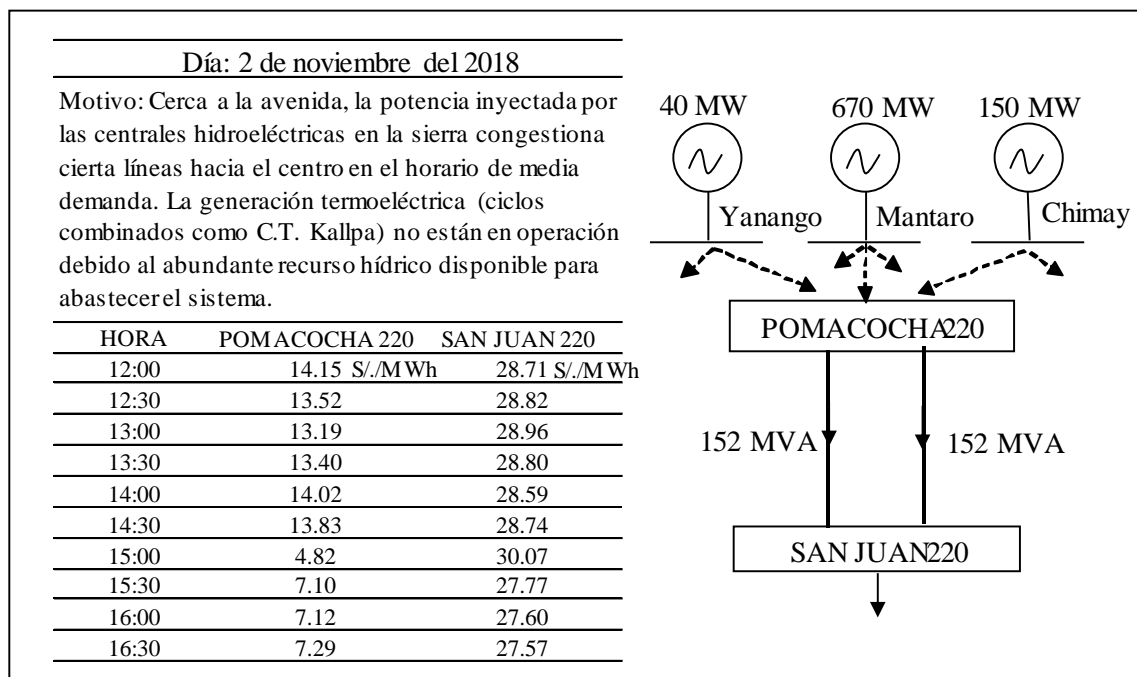 Día: 2 de noviembre del 2018
Motivo: Cerca a la avenida, la potencia inyectada por
las centrales hidroeléctricas en la sierra congestiona
cierta líneas hacia el centro en el horario de media
demanda. La generación termoeléctrica (ciclos
combinados como C.T. Kallpa) no están en operación
debido al abundante recurso hídrico disponible para
abastecer el sistema.
HORA POMACOCHA 220 SAN JUAN 220
12:00 14.15 S/./MWh 28.71 S/./MWh
12:30 13.52 28.82
13:00 13.19 28.96
13:30 13.40 28.80
14:00 14.02 28.59
14:30 13.83 28.74
15:00 4.82 30.07
15:30 7.10 27.77
16:00 7.12 27.60
16:30 7.29 27.57
40 MW 670 MW 150 MW
Yanango Mantaro Chimay
POMACOCHA220
152 MVA 152 MVA
SAN JUAN220